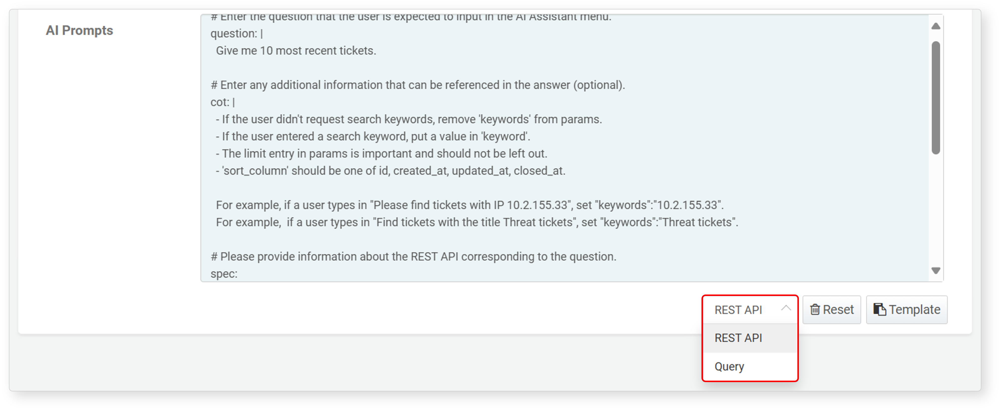 # Enter the question that the user is expected to input in the AI Assistant menu.
AI Prompts
question: |
Give me 10 most recent tickets.
# Enter any additional information that can be referenced in the answer (optional).
cot: |
- If the user didn't request search keywords, remove 'keywords' from params.
- If the user entered a search keyword, put a value in 'keyword'.
- The limit entry in params is important and should not be left out.
- 'sort_column' should be one of id, created_at, updated_at, closed_at.
For example, if a user types in "Please find tickets with IP 10.2.155.33", set "keywords":"10.2.155.33".
For example,  if a user types in "Find tickets with the title Threat tickets", set "keywords":"Threat tickets".
# Please provide information about the REST API corresponding to the question.
spec:
REST API
Reset
Template
REST API
Query